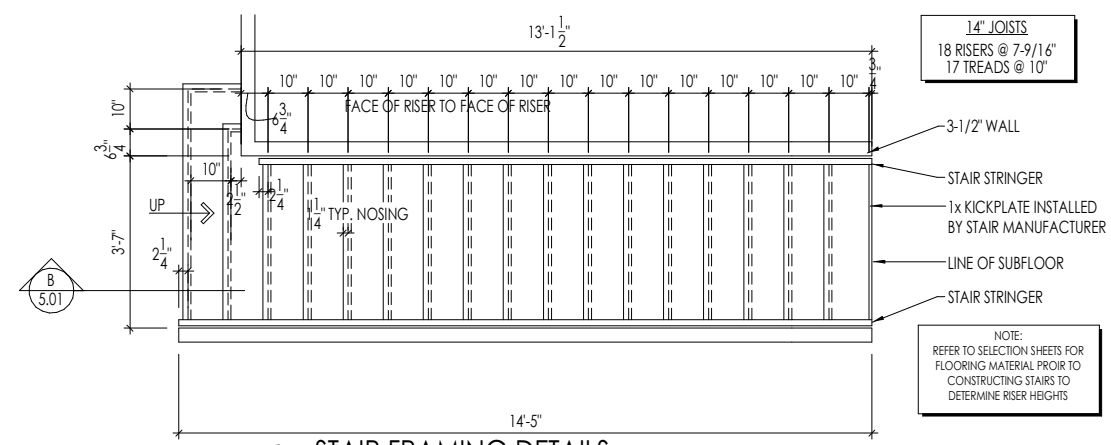 13'-1 1/2"
14" JOISTS
18 RISERS @ 7-9/16"
17 TREADS @ 10"
10" 10" 10" 10" 10" 10" 10" 10" 10" 10" 10" 10" 10" 10" 10" 3/4"
FACE OF RISER TO FACE OF RISER
6 3/4"
10"
6 3/4"
3-1/2" WALL
10"
2 1/2"
2 1/4"
STAIR STRINGER
1 1/4" TYP. NOSING
UP
1x KICKPLATE INSTALLED
BY STAIR MANUFACTURER
3'-7"
2 1/4"
LINE OF SUBFLOOR
B
5.01
STAIR STRINGER
NOTE:
REFER TO SELECTION SHEETS FOR
FLOORING MATERIAL PROIR TO
CONSTRUCTING STAIRS TO
DETERMINE RISER HEIGHTS
14'-5"
STAIR FRAMING DETAILS